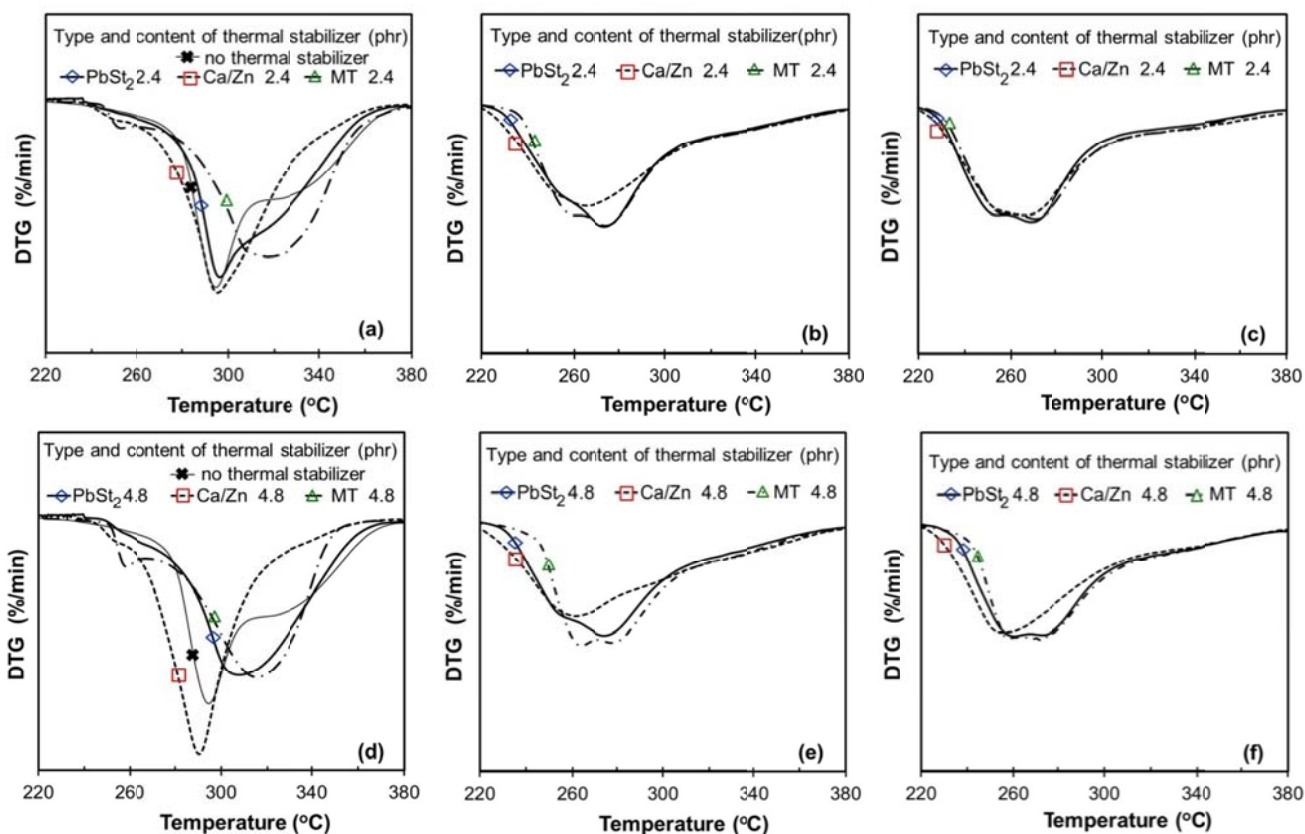 Type and content of thermal stabilizer (phr)
✖ no thermal stabilizer
PbSt2 2.4 Ca/Zn 2.4 MT 2.4
DTG (%/min)
(a)
220 260 300 340 380
Temperature (oC)
Type and content of thermal stabilizer(phr)
PbSt2 2.4 Ca/Zn 2.4 MT 2.4
DTG (%/min)
(b)
220 260 300 340 380
Temperature (oC)
Type and content of thermal stabilizer (phr)
PbSt2 2.4 Ca/Zn 2.4 MT 2.4
DTG (%/min)
(c)
220 260 300 340 380
Temperature (oC)
Type and content of thermal stabilizer (phr)
✖ no thermal stabilizer
PbSt2 4.8 Ca/Zn 4.8 MT 4.8
DTG (%/min)
(d)
220 260 300 340 380
Temperature (oC)
Type and content of thermal stabilizer (phr)
PbSt2 4.8 Ca/Zn 4.8 MT 4.8
DTG (%/min)
(e)
220 260 300 340 380
Temperature (oC)
Type and content of thermal stabilizer (phr)
PbSt2 4.8 Ca/Zn 4.8 MT 4.8
DTG (%/min)
(f)
220 260 300 340 380
Temperature (oC)